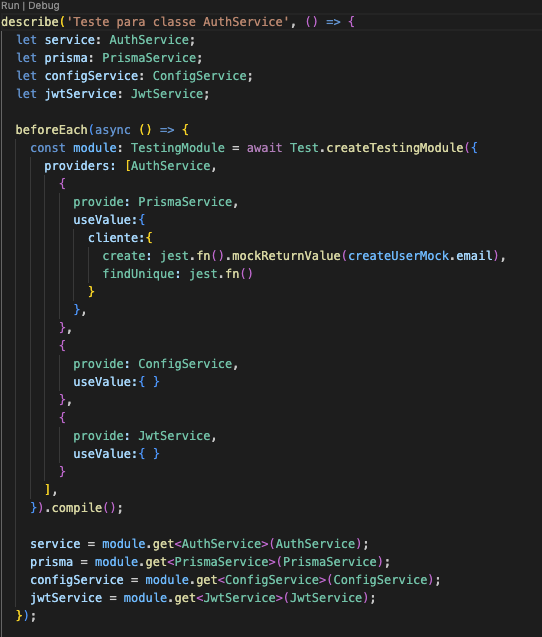 Run | Debug
describe('Teste para classe AuthService', () => {
  let service: AuthService;
  let prisma: PrismaService;
  let configService: ConfigService;
  let jwtService: JwtService;

  beforeEach(async () => {
    const module: TestingModule = await Test.createTestingModule({
      providers: [AuthService,
        {
          provide: PrismaService,
          useValue:{
            cliente:{
              create: jest.fn().mockReturnValue(createUserMock.email),
              findUnique: jest.fn()
            }
          },
        },
        {
          provide: ConfigService,
          useValue:{ }
        },
        {
          provide: JwtService,
          useValue:{ }
        }
      ],
    }).compile();

    service = module.get<AuthService>(AuthService);
    prisma = module.get<PrismaService>(PrismaService);
    configService = module.get<ConfigService>(ConfigService);
    jwtService = module.get<JwtService>(JwtService);
  });